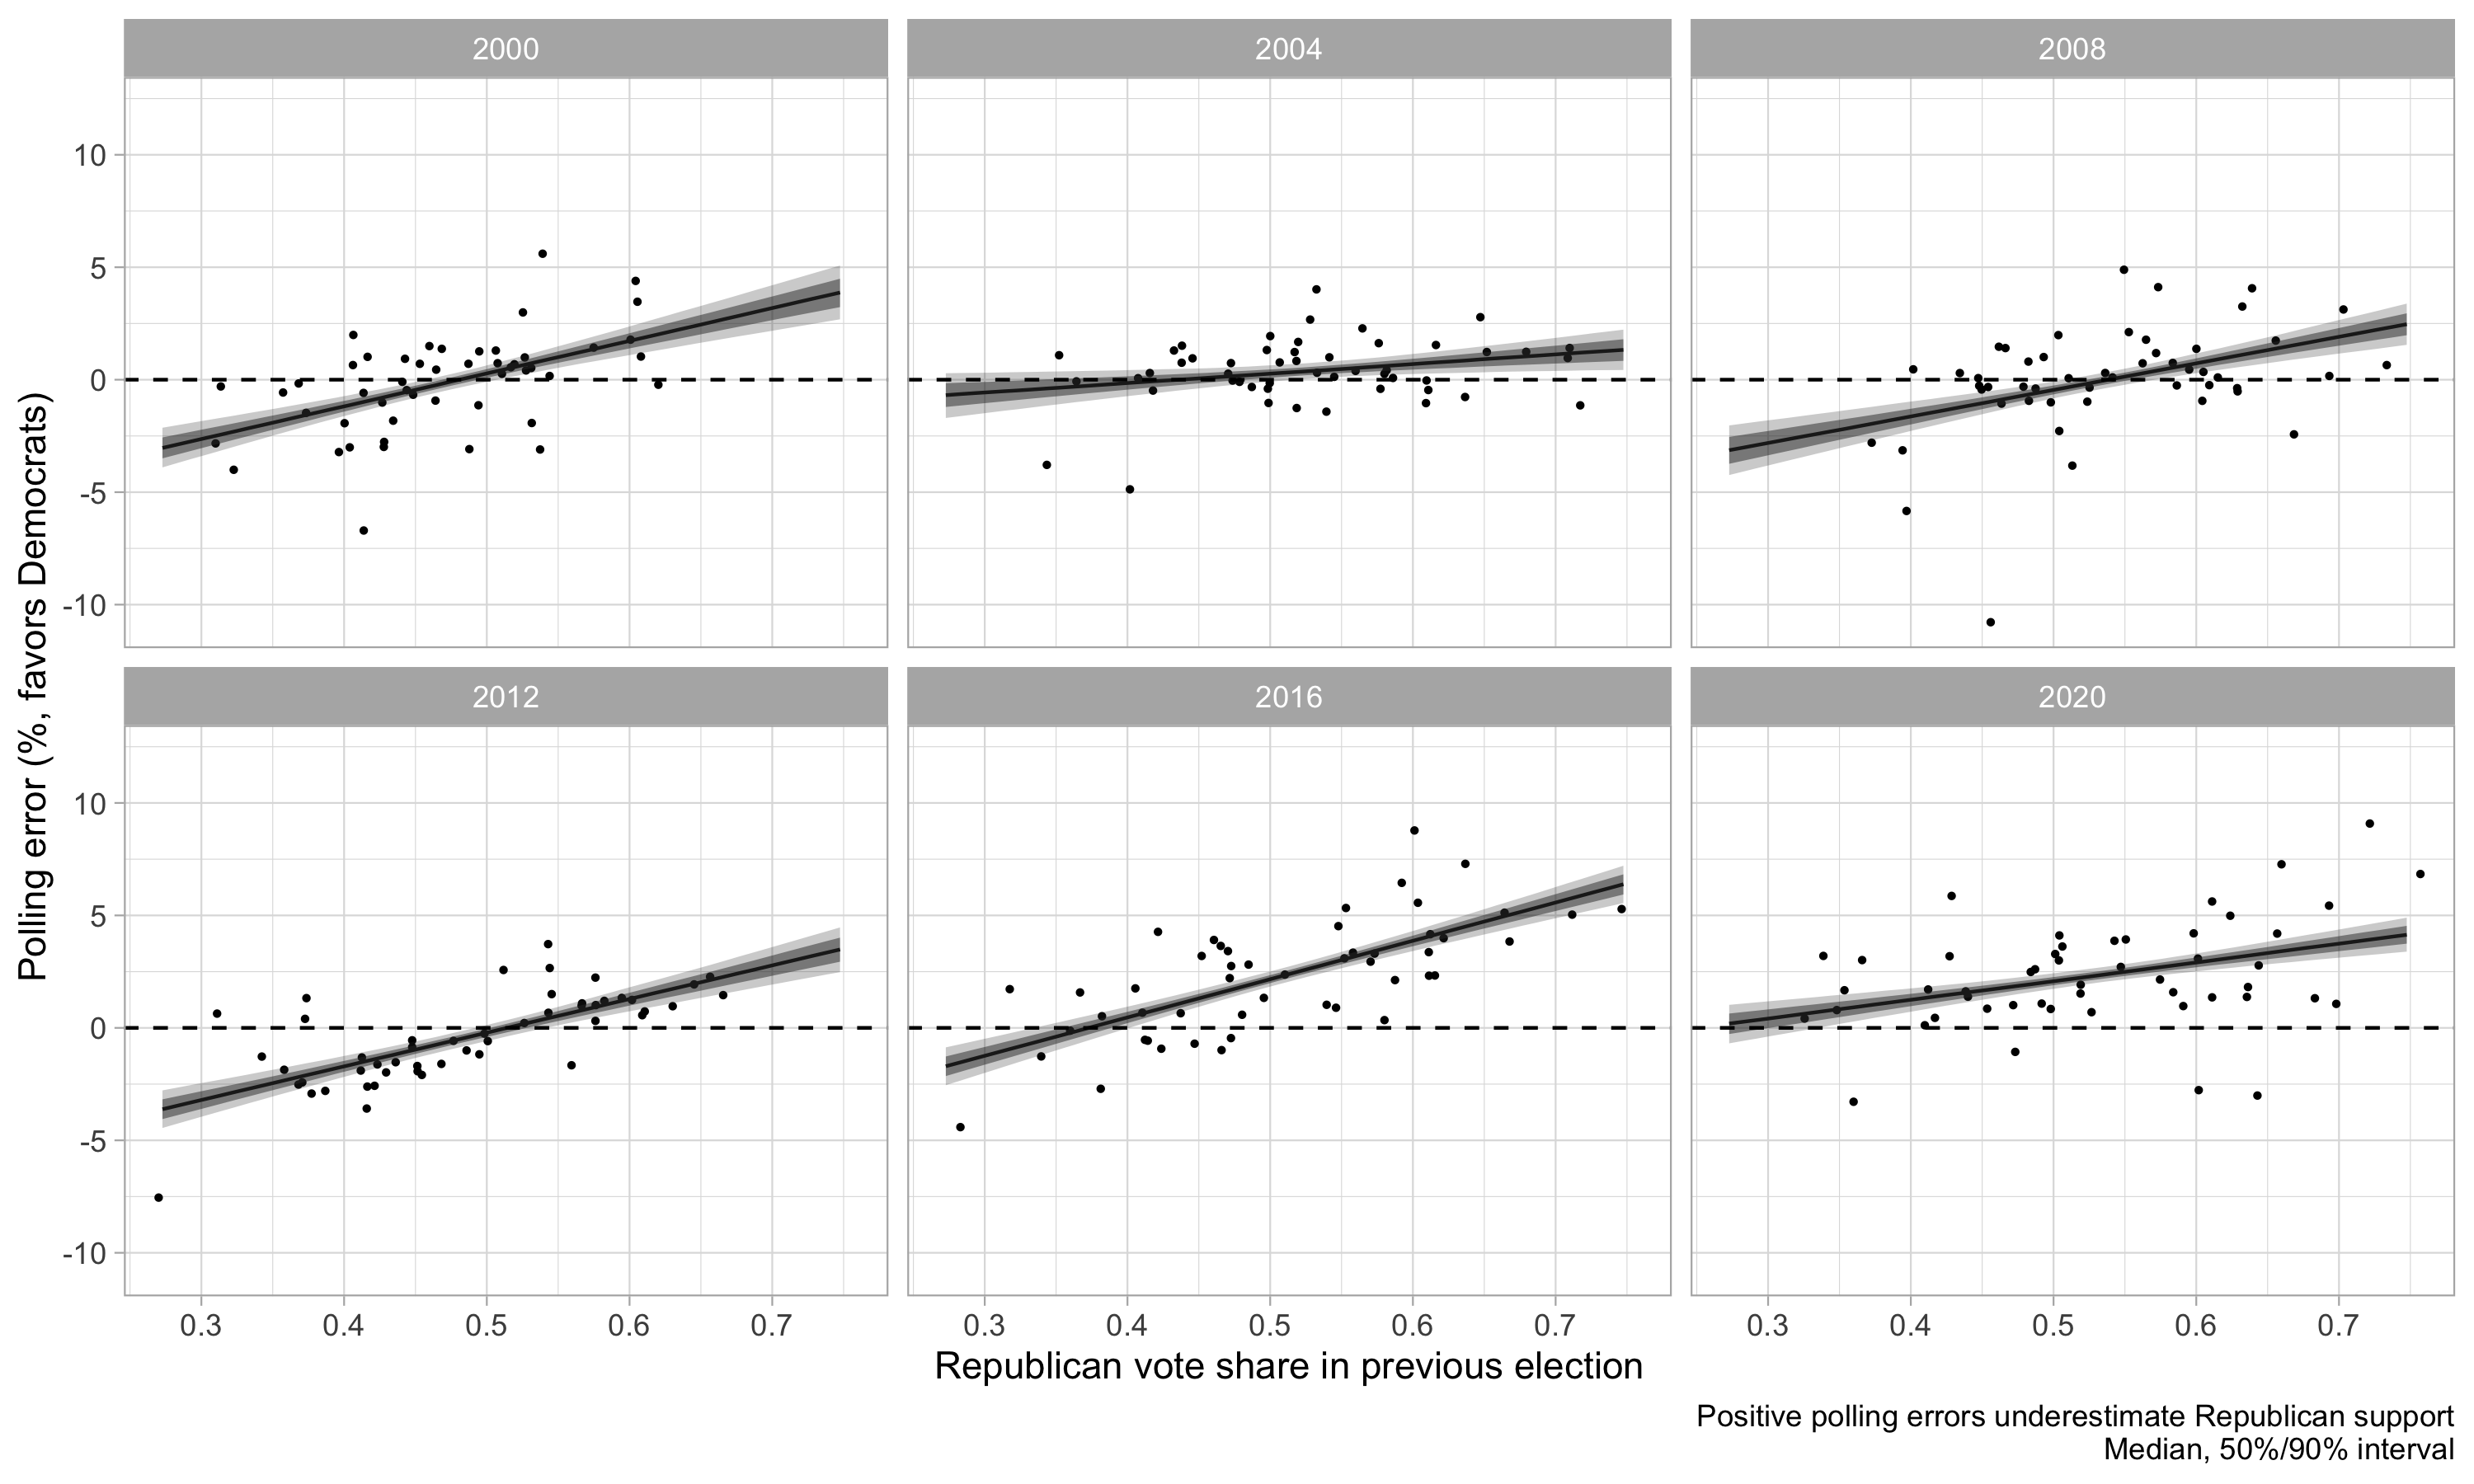 2000 2004 2008
10
5
0
-5
-10
Polling error (%, favors Democrats)
2012 2016 2020
10
5
0
-5
-10
0.3 0.4 0.5 0.6 0.7 0.3 0.4 0.5 0.6 0.7 0.3 0.4 0.5 0.6 0.7
Republican vote share in previous election
Positive polling errors underestimate Republican support
Median, 50%/90% interval